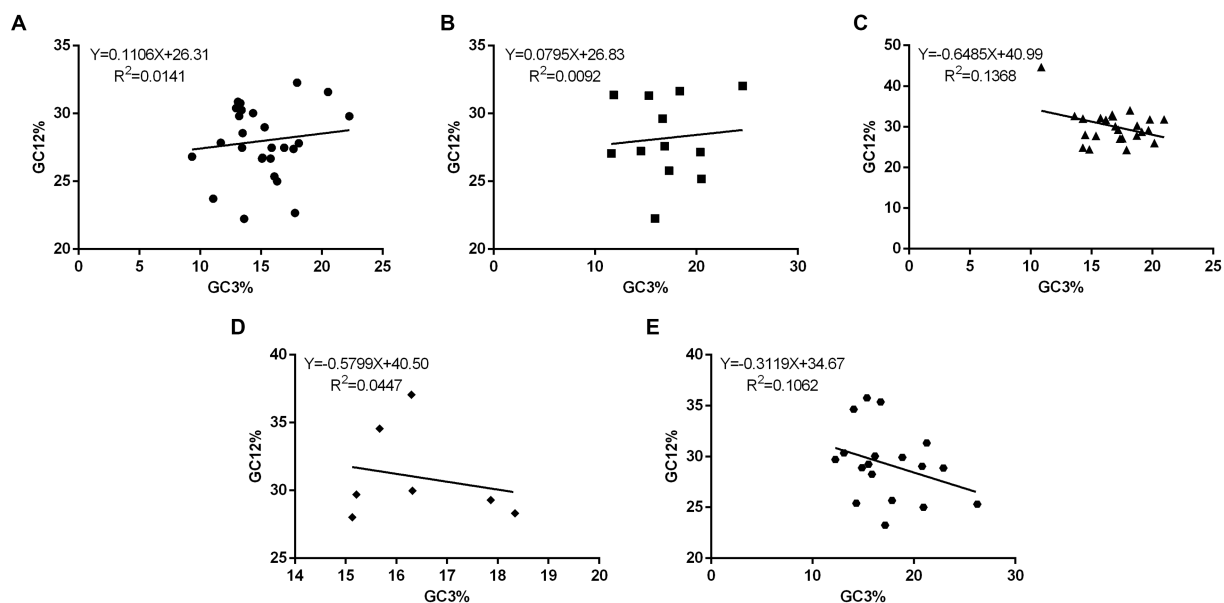 A
Y=0.1106X+26.31
R²=0.0141
35
30
25
20
0 5 10 15 20 25
GC12%
GC3%
B
Y=0.0795X+26.83
R²=0.0092
35
30
25
20
0 10 20 30
GC12%
GC3%
C
Y=-0.6485X+40.99
R²=0.1368
50
40
30
20
10
0
0 5 10 15 20 25
GC12%
GC3%
D
Y=-0.5799X+40.50
R²=0.0447
40
35
30
25
14 15 16 17 18 19 20
GC12%
GC3%
E
Y=-0.3119X+34.67
R²=0.1062
40
35
30
25
20
0 10 20 30
GC12%
GC3%